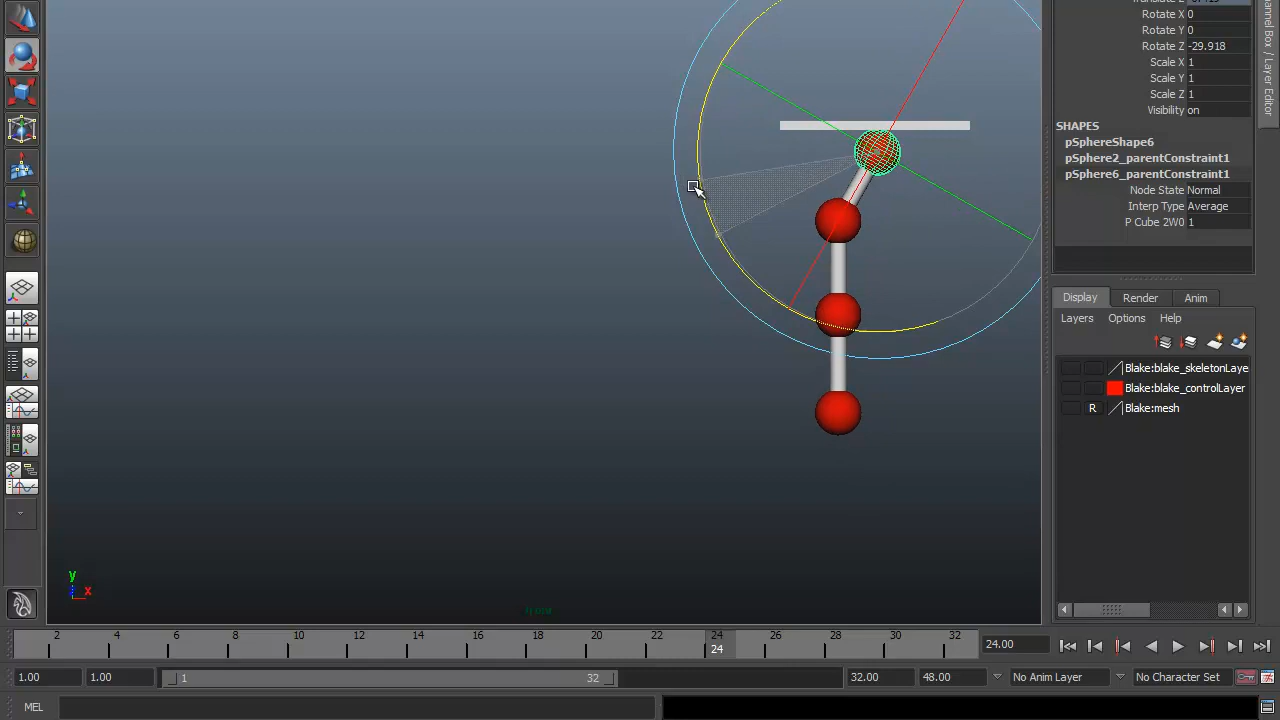 Rotate X 0
Rotate Y 0
Rotate Z -29.918
Scale X 1
Scale Y 1
Scale Z 1
Visibility on
SHAPES
pSphereShape6
pSphere2_parentConstraint1
pSphere6_parentConstraint1
Node State Normal
Interp Type Average
P Cube 2W0 1
Channel Box / Layer Editor
Display Render Anim
Layers Options Help
Blake:blake_skeletonLaye
Blake:blake_controlLayer
R Blake:mesh
y
x
2 4 6 8 10 12 14 16 18 20 22 24 26 28 30 32
24
24.00
1.00 1.00 1 32 32.00 48.00 No Anim Layer No Character Set
MEL